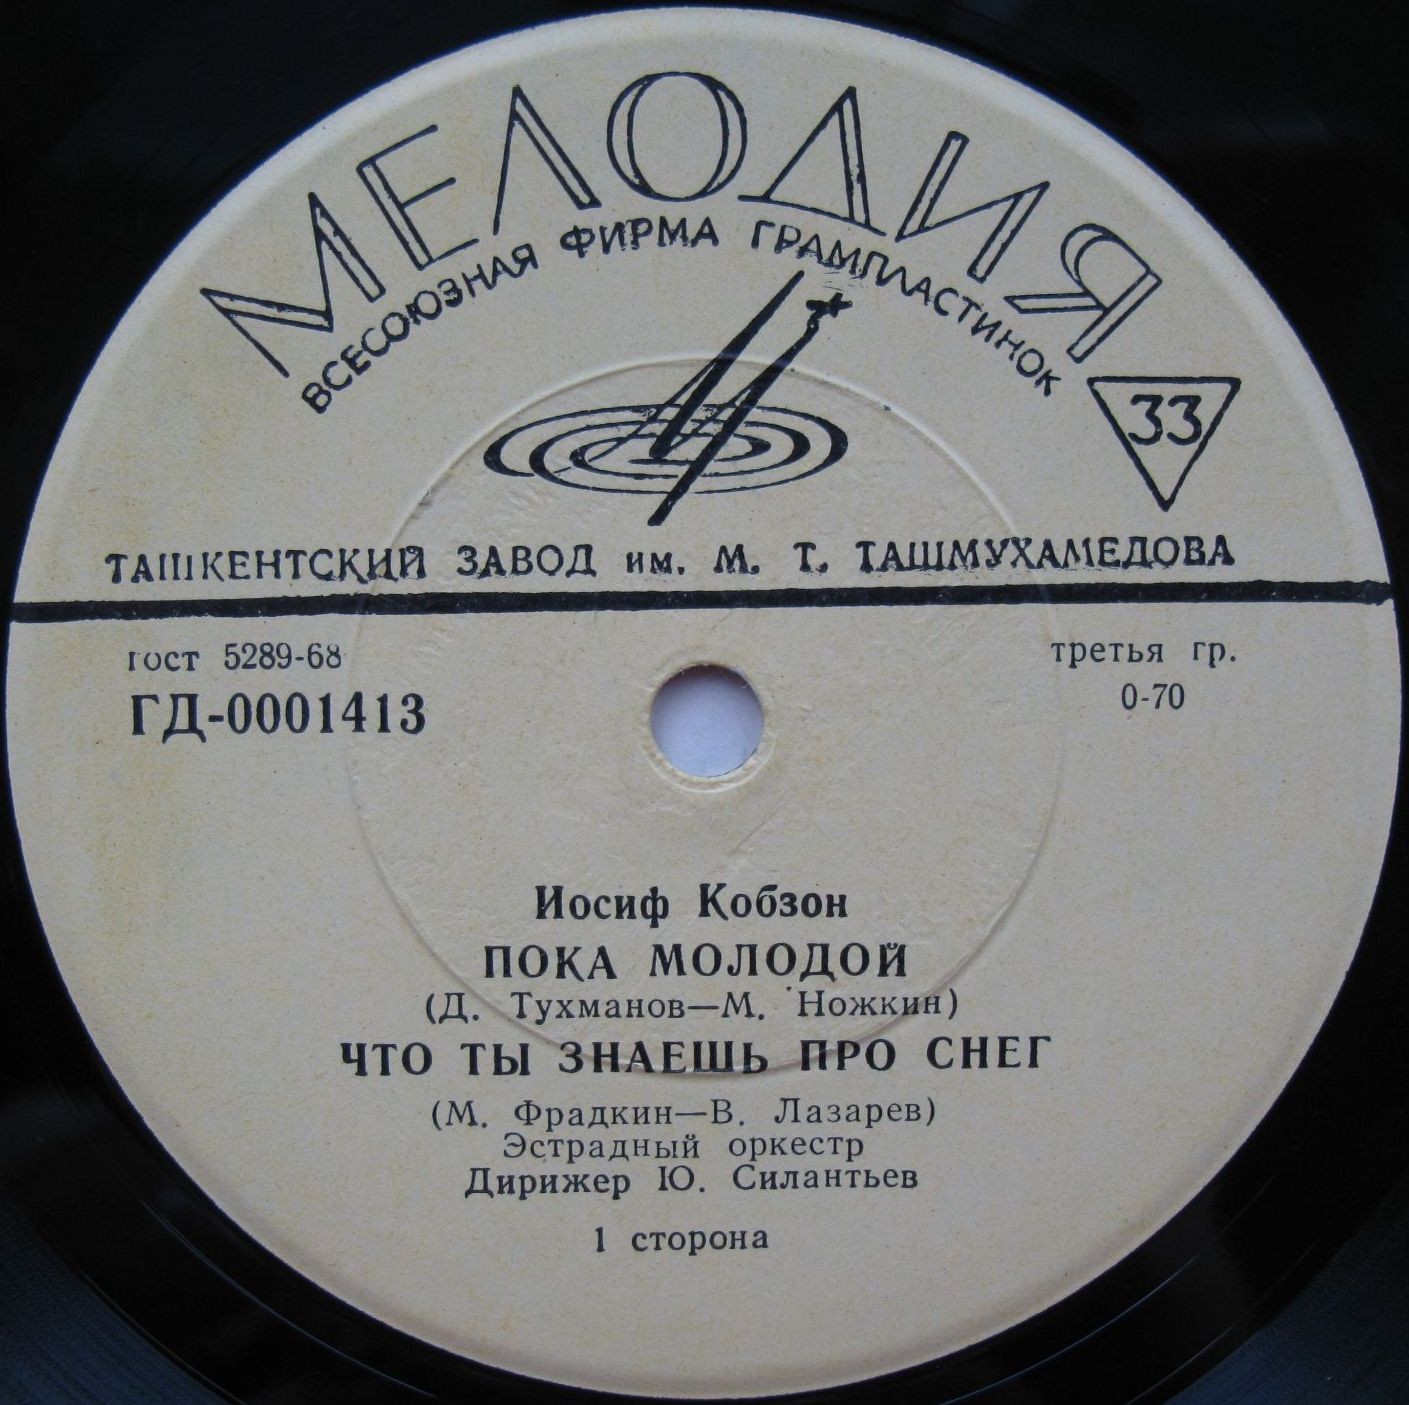 МЕЛОДИЯ
ВСЕСОЮЗНАЯ ФИРМА ГРАМПЛАСТИНОК
33
ТАШКЕНТСКИЙ ЗАВОД им. М. Т. ТАШМУХАМЕДОВА
гост 5289-68
третья гр.
ГД-0001413
0-70
Иосиф Кобзон
ПОКА МОЛОДОЙ
(Д. Тухманов—М. Ножкин)
ЧТО ТЫ ЗНАЕШЬ ПРО СНЕГ
(М. Фрадкин—В. Лазарев)
Эстрадный оркестр
Дирижер Ю. Силантьев
1 сторона